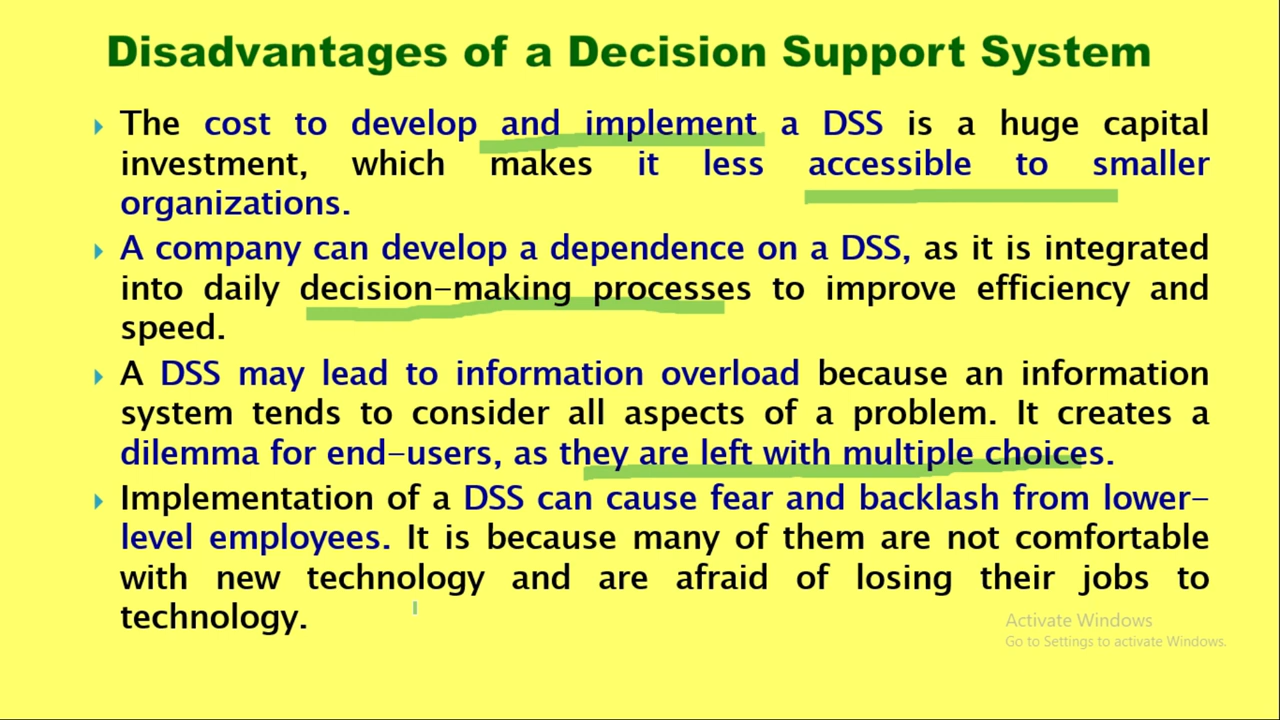 Disadvantages of a Decision Support System
The cost to develop and implement a DSS is a huge capital
investment, which makes it less accessible to smaller
organizations.
A company can develop a dependence on a DSS, as it is integrated
into daily decision-making processes to improve efficiency and
speed.
A DSS may lead to information overload because an information
system tends to consider all aspects of a problem. It creates a
dilemma for end-users, as they are left with multiple choices.
Implementation of a DSS can cause fear and backlash from lower-
level employees. It is because many of them are not comfortable
with new technology and are afraid of losing their jobs to
technology.
Activate Windows
Go to Settings to activate Windows.